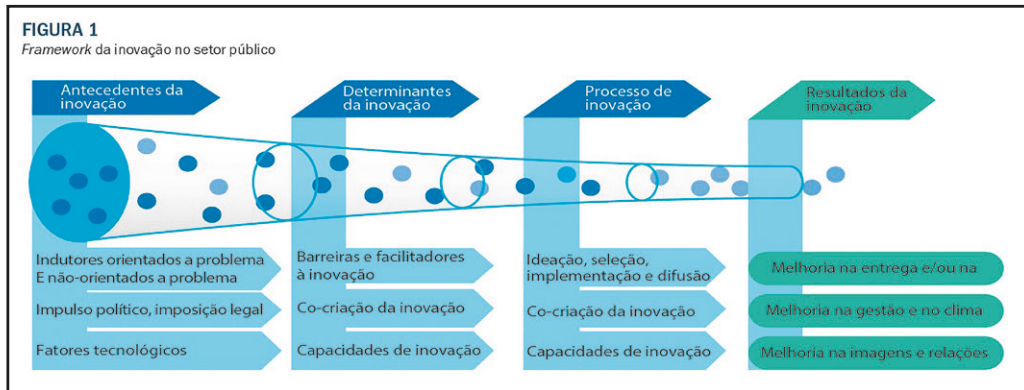 FIGURA 1
Framework da inovação no setor público
Antecedentes da
inovação
Determinantes
da inovação
Processo de
inovação
Resultados da
inovação
Indutores orientados a problema
E não-orientados a problema
Impulso político, imposição legal
Fatores tecnológicos
Barreiras e facilitadores
à inovação
Co-criação da inovação
Capacidades de inovação
Ideação, seleção,
implementação e difusão
Co-criação da inovação
Capacidades de inovação
Melhoria na entrega e/ou na
Melhoria na gestão e no clima
Melhoria na imagens e relações